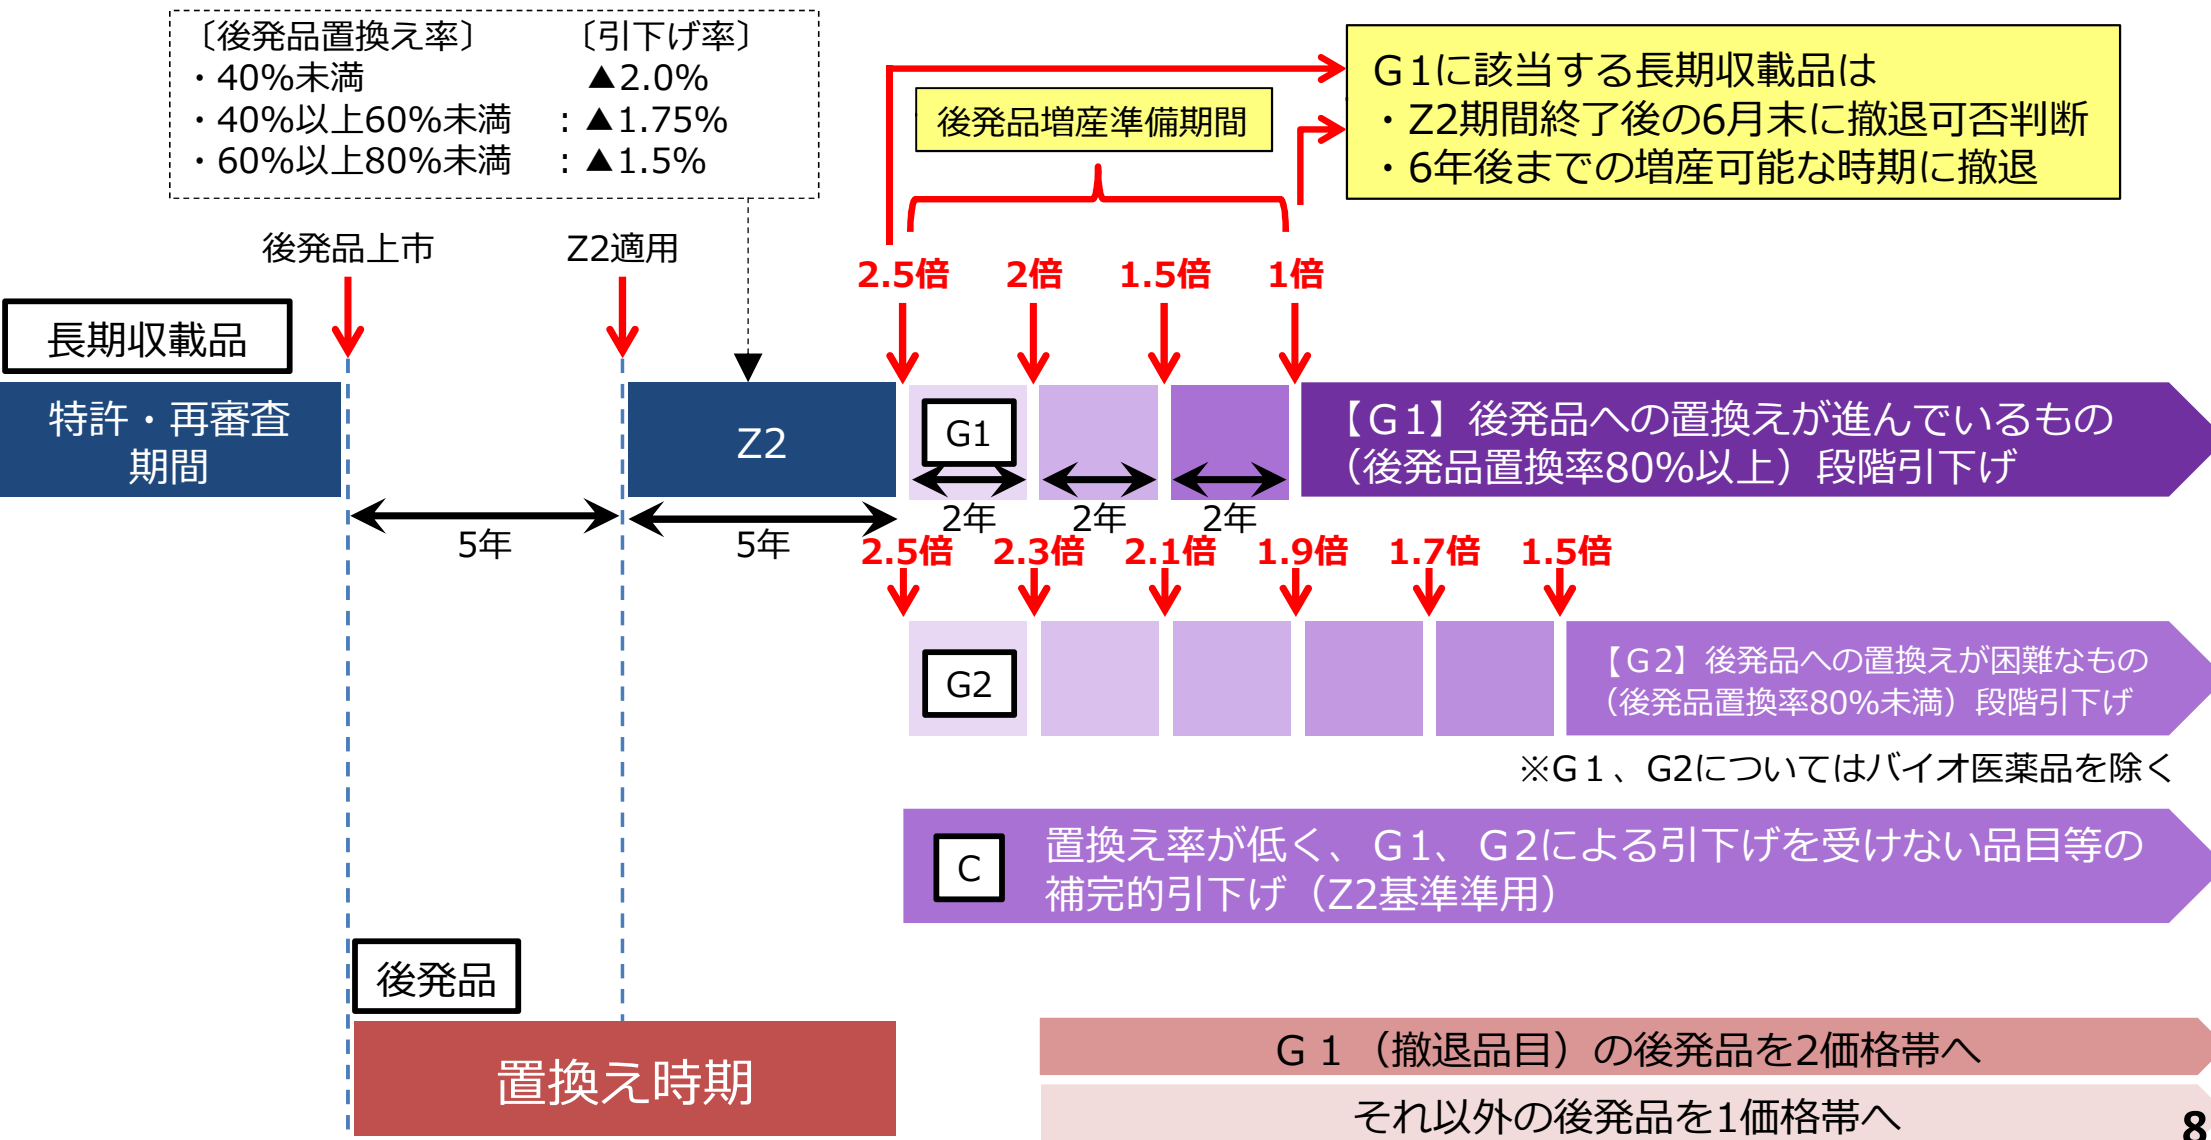 〔後発品置換え率〕 〔引下げ率〕
・40%未満 ▲2.0%
・40%以上60%未満 : ▲1.75%
・60%以上80%未満 : ▲1.5%
G1に該当する長期収載品は
・Z2期間終了後の6月末に撤退可否判断
・6年後までの増産可能な時期に撤退
後発品増産準備期間
後発品上市
Z2適用
2.5倍 2倍 1.5倍 1倍
長期収載品
特許・再審査
期間
Z2
G1
【G1】後発品への置換えが進んでいるもの
（後発品置換率80%以上）段階引下げ
5年
5年
2年 2年 2年
2.5倍 2.3倍 2.1倍 1.9倍 1.7倍 1.5倍
G2
【G2】後発品への置換えが困難なもの
（後発品置換率80%未満）段階引下げ
※G１、G2についてはバイオ医薬品を除く
C
置換え率が低く、G1、G2による引下げを受けない品目等の
補完的引下げ（Z2基準準用）
後発品
置換え時期
G１（撤退品目）の後発品を2価格帯へ
それ以外の後発品を1価格帯へ
8